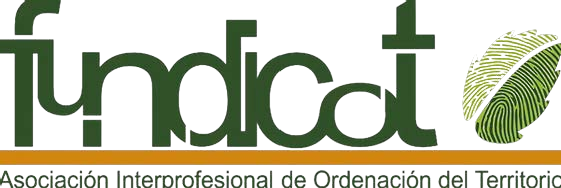 fundicot
Asociación Interprofesional de Ordenación del Territorio